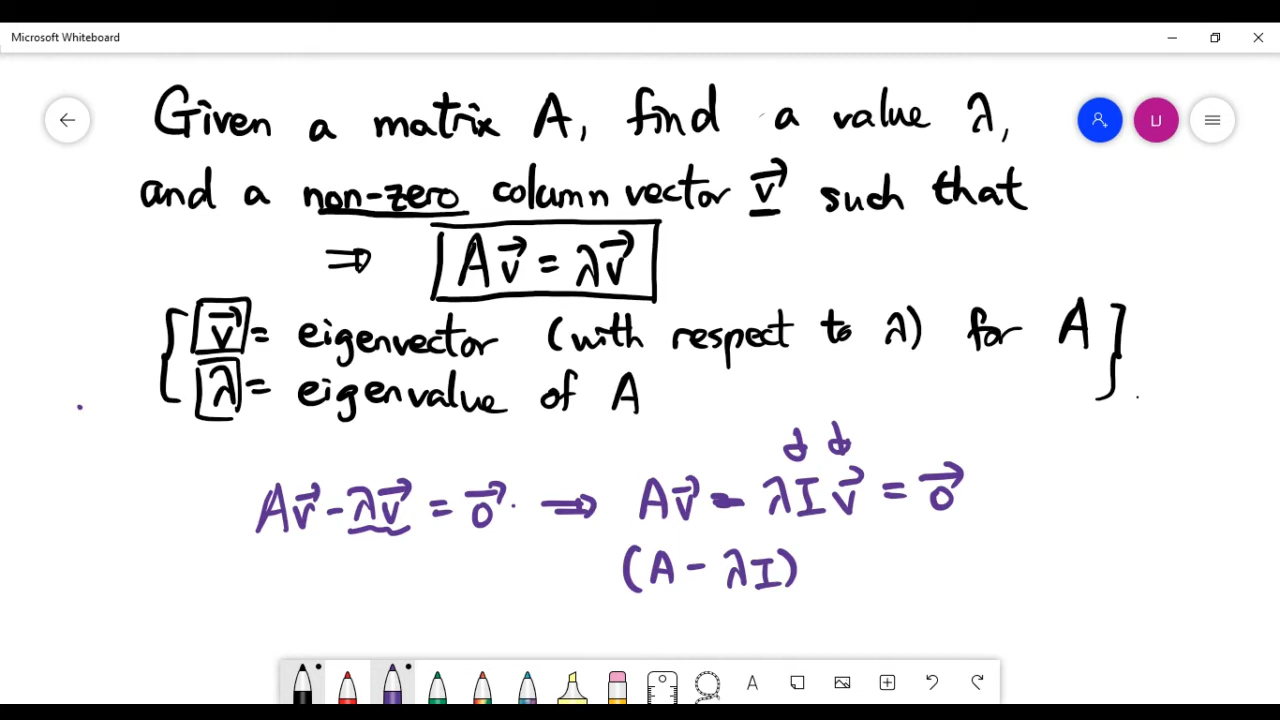 Microsoft Whiteboard
Given a matrix A, find a value λ,
and a non-zero column vector v⃗ such that
⇒ Av⃗ = λv⃗
{ v⃗ = eigenvector (with respect to λ) for A }
λ = eigenvalue of A
Av⃗ - λv⃗ = 0⃗ ⇒ Av⃗ - λIv⃗ = 0⃗
(A - λI)
IJ
A